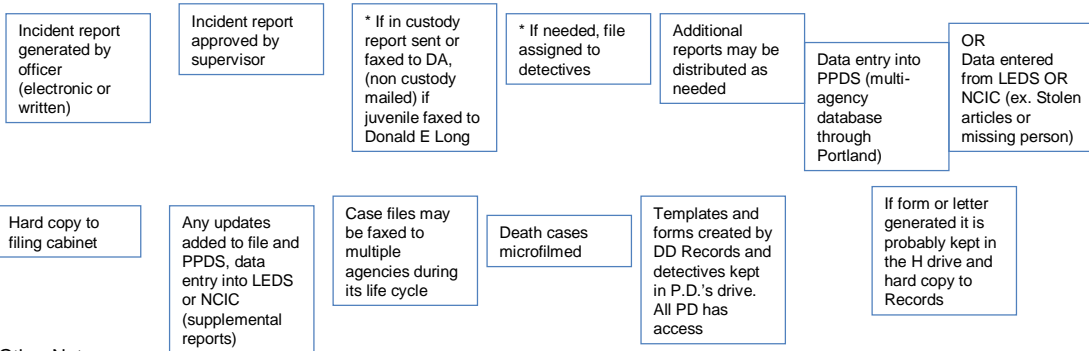 Incident report
generated by
officer
(electronic or
written)
Incident report
approved by
supervisor
* If in custody
report sent or
faxed to DA,
(non custody
mailed) if
juvenile faxed to
Donald E Long
* If needed, file
assigned to
detectives
Additional
reports may be
distributed as
needed
Data entry into
PPDS (multi-
agency
database
through
Portland)
OR
Data entered
from LEDS OR
NCIC (ex. Stolen
articles or
missing person)
Hard copy to
filing cabinet
Any updates
added to file and
PPDS, data
entry into LEDS
or NCIC
(supplemental
reports)
Case files may
be faxed to
multiple
agencies during
its life cycle
Death cases
microfilmed
Templates and
forms created by
DD Records and
detectives kept
in P.D.'s drive.
All PD has
access
If form or letter
generated it is
probably kept in
the H drive and
hard copy to
Records